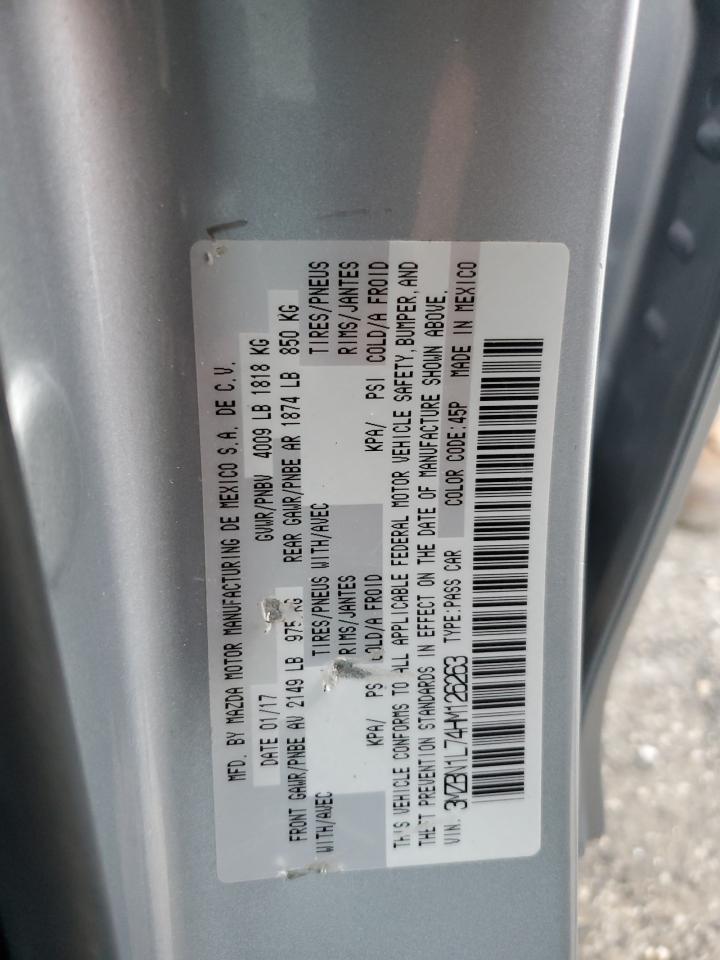 MFD. BY MAZDA MOTOR MANUFACTURING DE MEXICO S.A. DE C.V.
DATE 01/17 GVWR/PNBV 4009 LB 1818 KG
FRONT GAWR/PNBE AV 2149 LB 975 KG REAR GAWR/PNBE AR 1874 LB 850 KG
WITH/AVEC TIRES/PNEUS WITH/AVEC TIRES/PNEUS
RIMS/JANTES RIMS/JANTES
KPA/ PS COLD/A FROID KPA/ PSI COLD/A FROID
THIS VEHICLE CONFORMS TO ALL APPLICABLE FEDERAL MOTOR VEHICLE SAFETY, BUMPER, AND
THEFT PREVENTION STANDARDS IN EFFECT ON THE DATE OF MANUFACTURE SHOWN ABOVE.
VIN. 3MZBN1L74HM126263 TYPE:PASS CAR COLOR CODE:45P MADE IN MEXICO